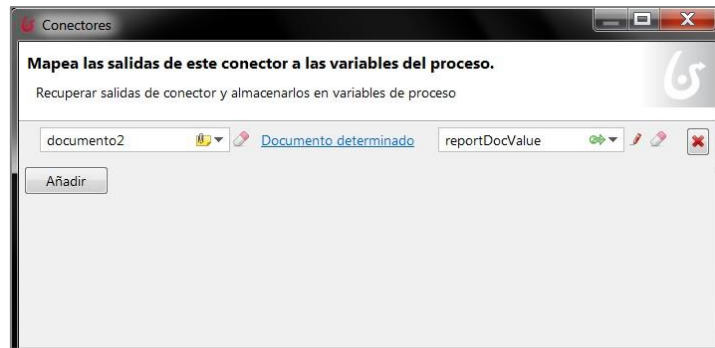 Conectores
Mapea las salidas de este conector a las variables del proceso.
Recuperar salidas de conector y almacenarlos en variables de proceso
documento2 Documento determinado reportDocValue
Añadir